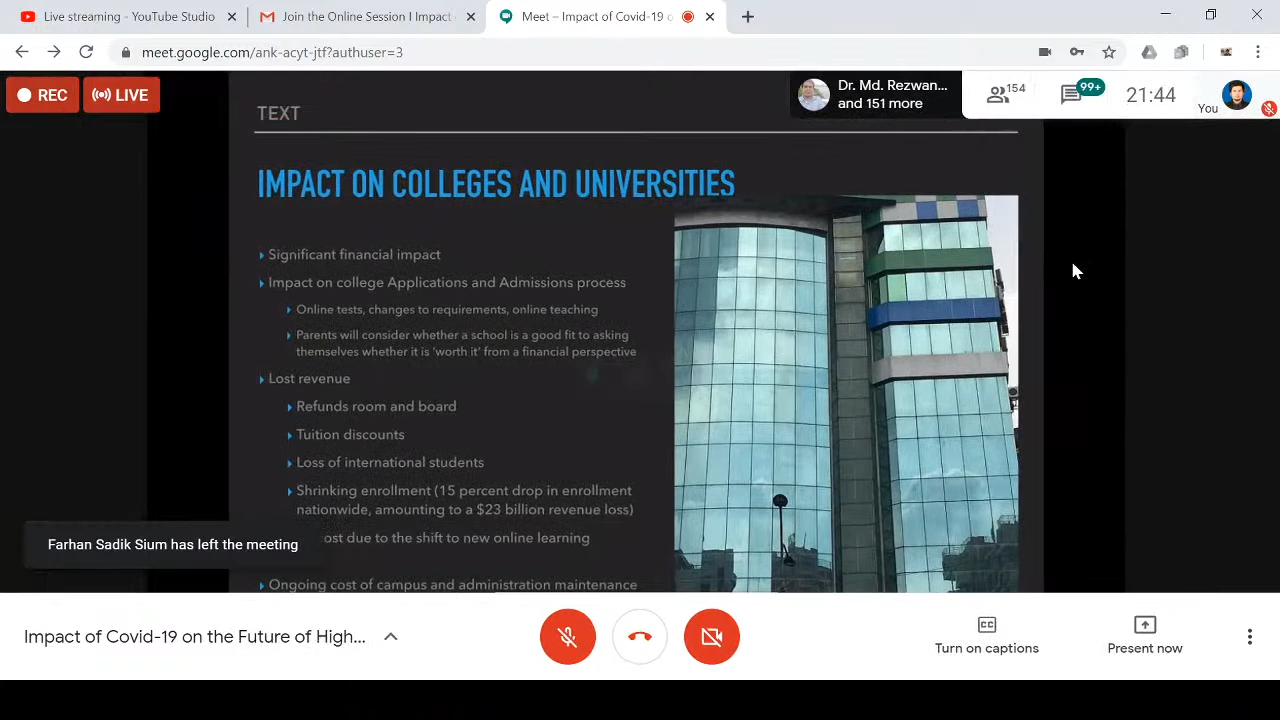 Live streaming - YouTube Studio
Join the Online Session I Impact
Meet – Impact of Covid-19
meet.google.com/ank-acyt-jtf?authuser=3
REC
LIVE
Dr. Md. Rezwan...
and 151 more
154
99+
21:44
You
TEXT
IMPACT ON COLLEGES AND UNIVERSITIES
Significant financial impact
Impact on college Applications and Admissions process
Online tests, changes to requirements, online teaching
Parents will consider whether a school is a good fit to asking
themselves whether it is ‘worth it’ from a financial perspective
Lost revenue
Refunds room and board
Tuition discounts
Loss of international students
Shrinking enrollment (15 percent drop in enrollment
nationwide, amounting to a $23 billion revenue loss)
due to the shift to new online learning
Farhan Sadik Sium has left the meeting
Ongoing cost of campus and administration maintenance
Impact of Covid-19 on the Future of High...
CC
Turn on captions
Present now